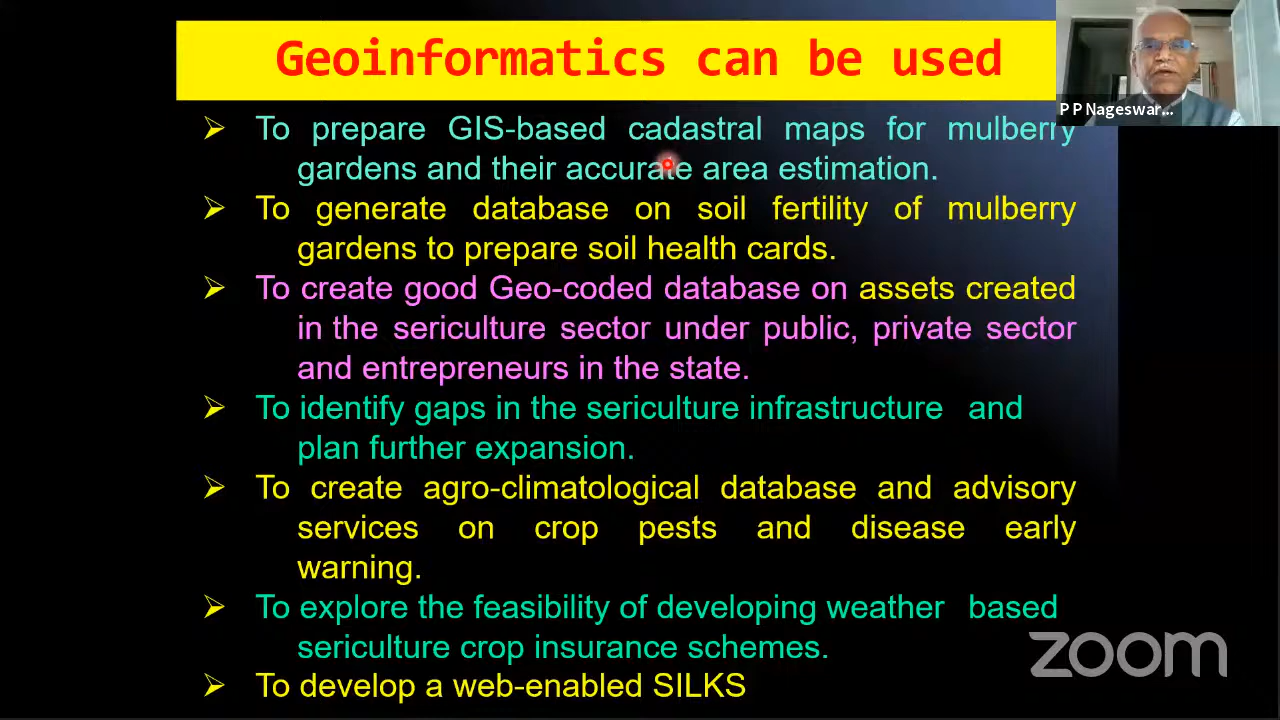 Geoinformatics can be used
P P Nageswar...
➢ To prepare GIS-based cadastral maps for mulberry
gardens and their accurate area estimation.
➢ To generate database on soil fertility of mulberry
gardens to prepare soil health cards.
➢ To create good Geo-coded database on assets created
in the sericulture sector under public, private sector
and entrepreneurs in the state.
➢ To identify gaps in the sericulture infrastructure and
plan further expansion.
➢ To create agro-climatological database and advisory
services on crop pests and disease early
warning.
➢ To explore the feasibility of developing weather based
sericulture crop insurance schemes.
➢ To develop a web-enabled SILKS
zoom